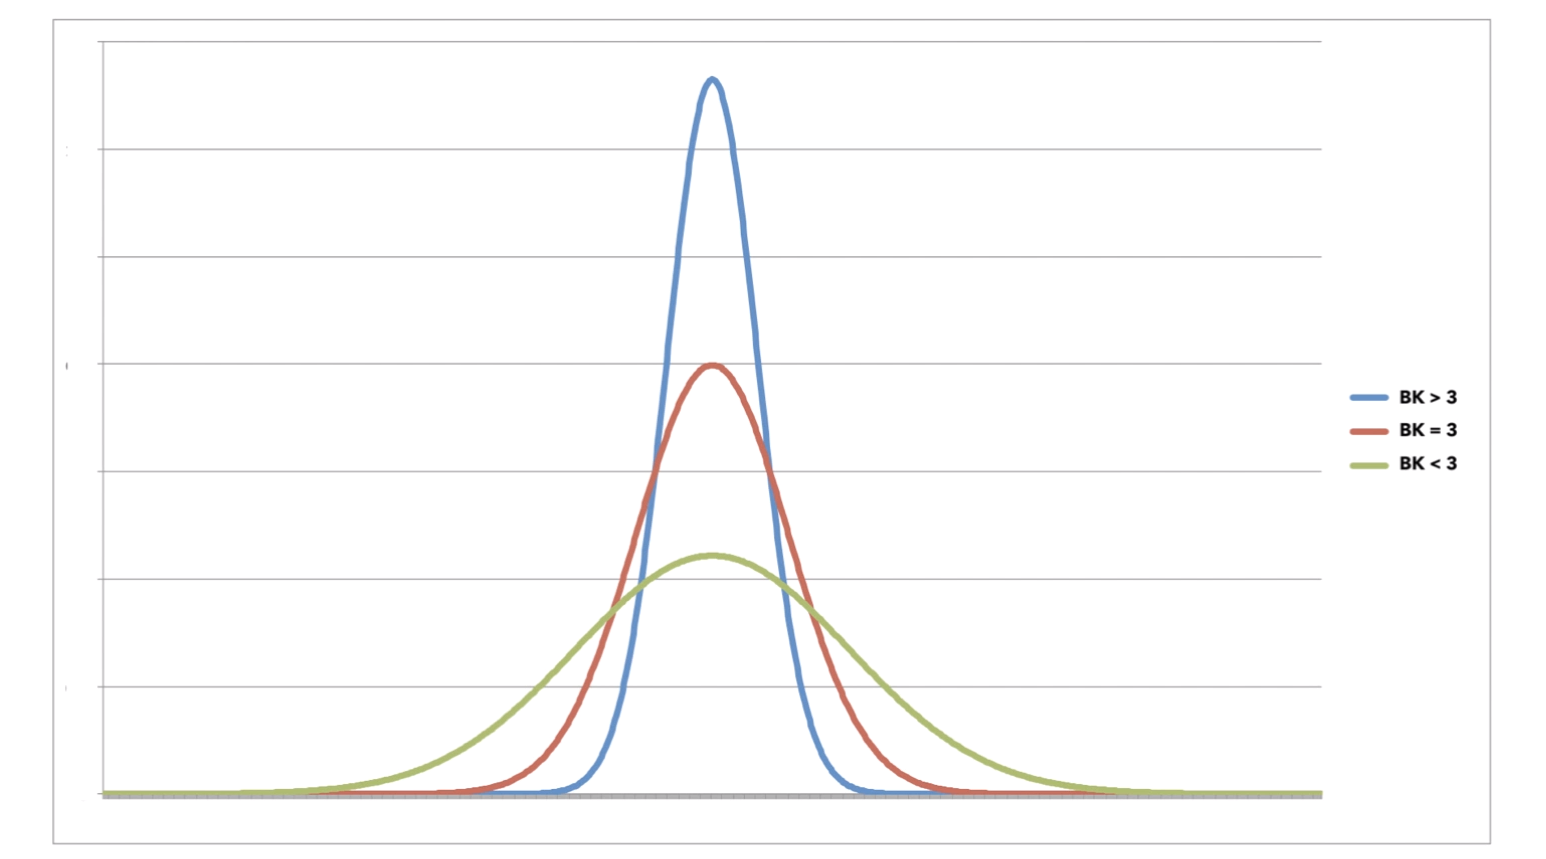 BK > 3
BK = 3
BK < 3